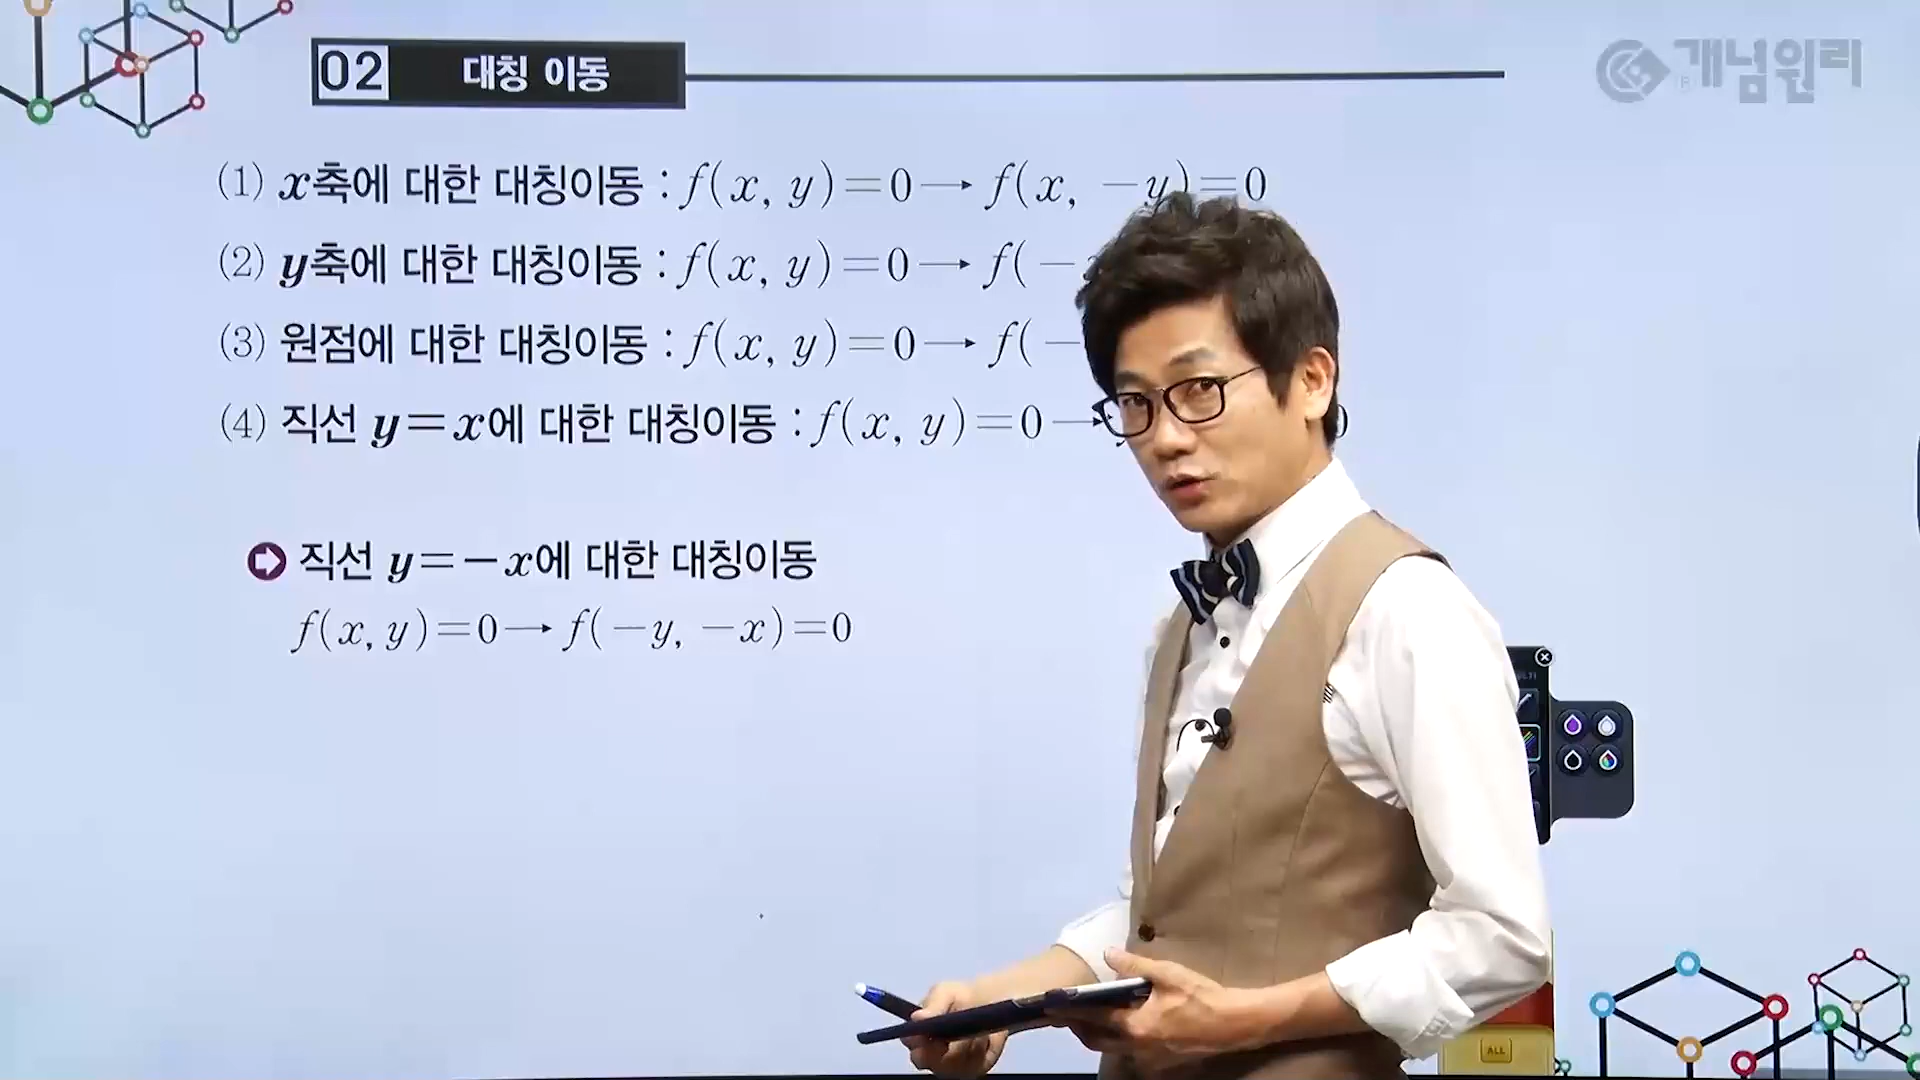 02 대칭 이동
개념원리
(1) x축에 대한 대칭이동 : f(x, y)=0→ f(x, −y)=0
(2) y축에 대한 대칭이동 : f(x, y)=0→ f(−
(3) 원점에 대한 대칭이동 : f(x, y)=0→ f(−
(4) 직선 y=x에 대한 대칭이동 : f(x, y)=0→
직선 y=−x에 대한 대칭이동
f(x, y)=0→ f(−y, −x)=0
ALL